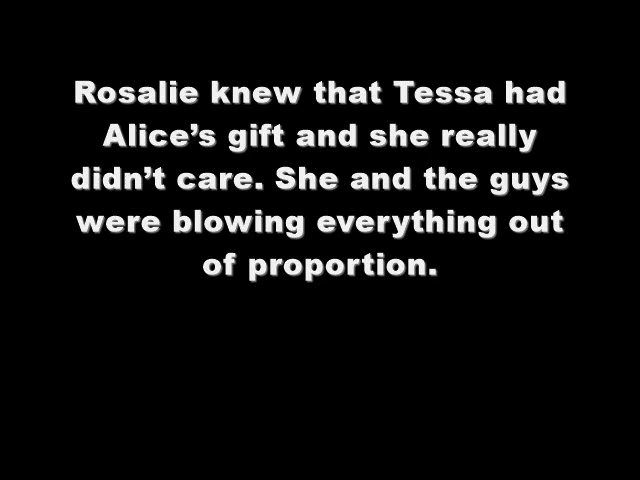 Rosalie knew that Tessa had
Alice’s gift and she really
didn’t care. She and the guys
were blowing everything out
of proportion.